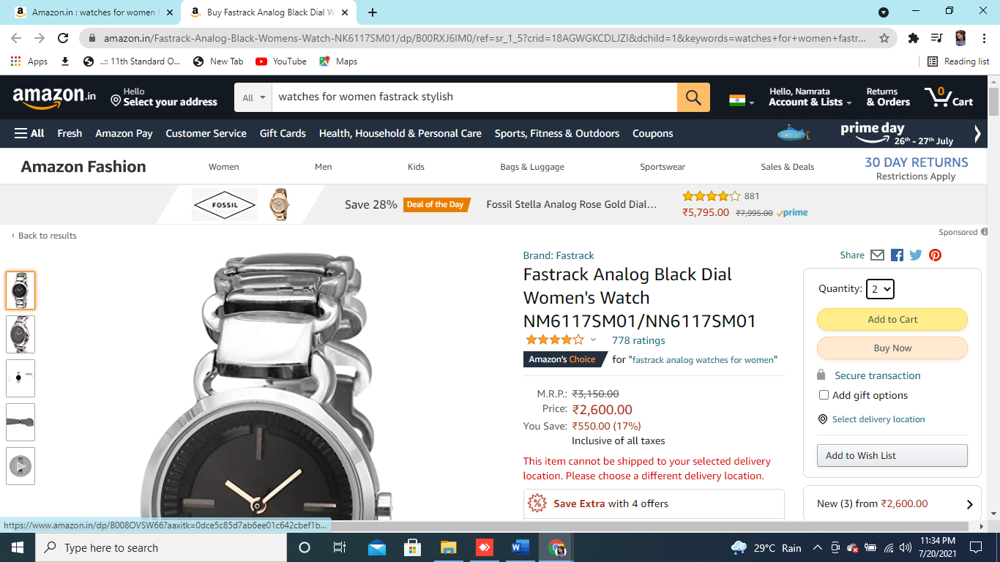 Amazon.in : watches for women f
Buy Fastrack Analog Black Dial W
amazon.in/Fastrack-Analog-Black-Womens-Watch-NK6117SM01/dp/B00RXJ6IM0/ref=sr_1_5?crid=18AGWGKCDLJZI&dchild=1&keywords=watches+for+women+fastr...
Apps
..:: 11th Standard O...
New Tab
YouTube
Maps
Reading list
amazon.in
Hello
Select your address
All
watches for women fastrack stylish
Hello, Namrata
Account & Lists
Returns
& Orders
0
Cart
All Fresh Amazon Pay Customer Service Gift Cards Health, Household & Personal Care Sports, Fitness & Outdoors Coupons
prime day
26th - 27th July
Amazon Fashion
Women Men Kids Bags & Luggage Sportswear Sales & Deals
30 DAY RETURNS
Restrictions Apply
FOSSIL
Save 28% Deal of the Day
Fossil Stella Analog Rose Gold Dial...
881
₹5,795.00 ₹7,995.00 prime
Sponsored
‹ Back to results
Brand: Fastrack
Fastrack Analog Black Dial
Women's Watch
NM6117SM01/NN6117SM01
778 ratings
Amazon's Choice for "fastrack analog watches for women"
M.R.P.: ₹3,150.00
Price: ₹2,600.00
You Save: ₹550.00 (17%)
Inclusive of all taxes
This item cannot be shipped to your selected delivery
location. Please choose a different delivery location.
Save Extra with 4 offers
Share
Quantity: 2
Add to Cart
Buy Now
Secure transaction
Add gift options
Select delivery location
Add to Wish List
New (3) from ₹2,600.00
https://www.amazon.in/dp/B008OVSW66?aaxitk=0dce5c85d7ab6ee01c642cbef1b...
Type here to search
29°C Rain
11:34 PM
7/20/2021